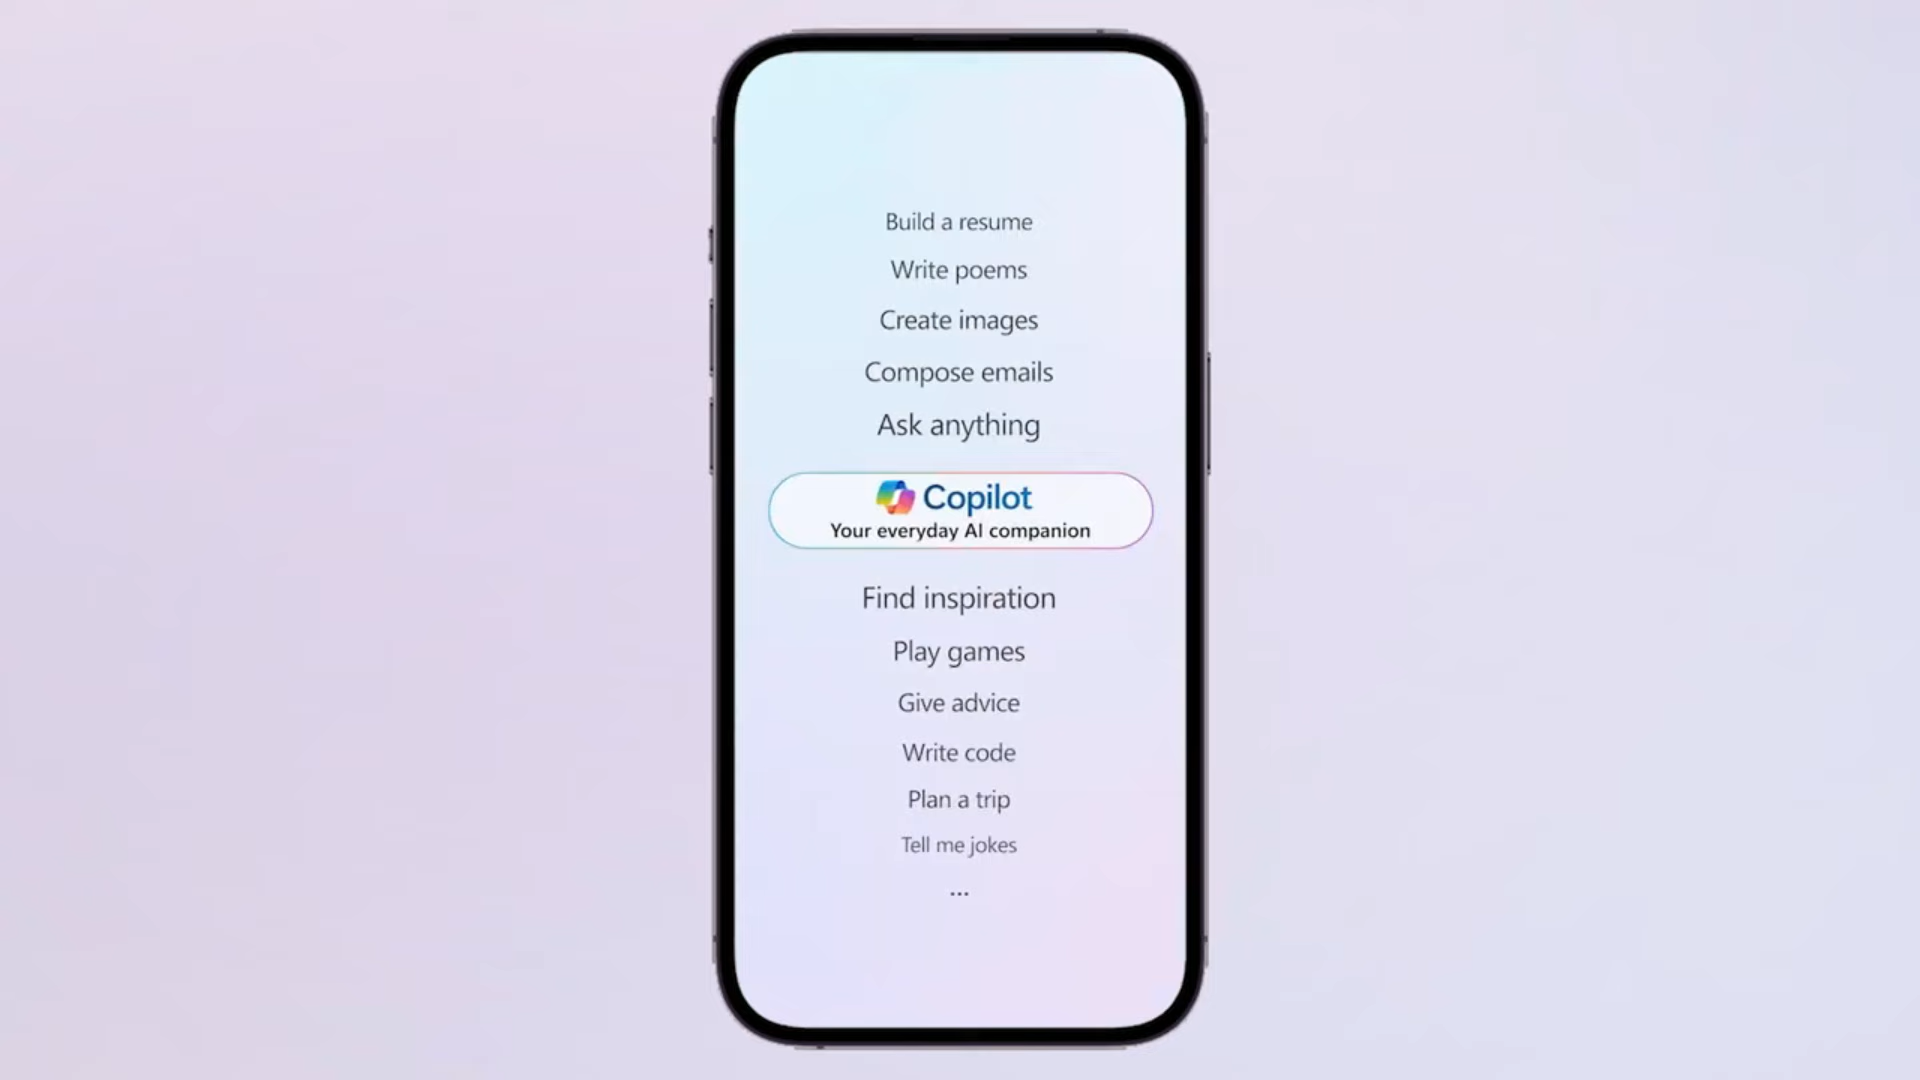 Build a resume
Write poems
Create images
Compose emails
Ask anything
Copilot
Your everyday AI companion
Find inspiration
Play games
Give advice
Write code
Plan a trip
Tell me jokes
...